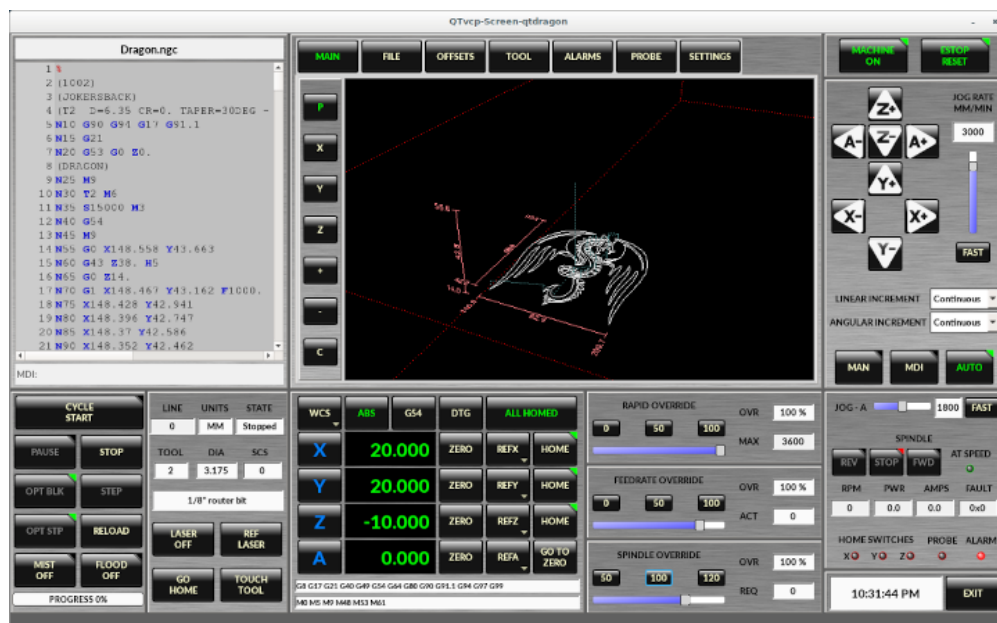 QTvcp-Screen-qtdragon
Dragon.ngc
1 %
2 (1002)
3 (JOKERSBACK)
4 (T2 D=6.35 CR=0. TAPER=30DEG -
5 N10 G90 G94 G17 G91.1
6 N15 G21
7 N20 G53 G0 Z0.
8 (DRAGON)
9 N25 M9
10 N30 T2 M6
11 N35 S15000 M3
12 N40 G54
13 N45 M9
14 N55 G0 X148.558 Y43.663
15 N60 G43 Z38. H5
16 N65 G0 Z14.
17 N70 G1 X148.467 Y43.162 F1000.
18 N75 X148.428 Y42.941
19 N80 X148.396 Y42.747
20 N85 X148.37 Y42.586
21 N90 X148.352 Y42.462
MDI:
MAIN FILE OFFSETS TOOL ALARMS PROBE SETTINGS
P
X
Y
Z
+
-
C
MACHINE ON
ESTOP RESET
JOG RATE
MM/MIN
3000
Z+
A- Z- A+
Y+
X- X+
Y-
FAST
LINEAR INCREMENT Continuous
ANGULAR INCREMENT Continuous
MAN MDI AUTO
CYCLE START
PAUSE STOP
OPT BLK STEP
OPT STP RELOAD
MIST OFF
FLOOD OFF
PROGRESS 0%
LINE UNITS STATE
0 MM Stopped
TOOL DIA SCS
2 3.175 0
1/8" router bit
LASER OFF
REF LASER
GO HOME
TOUCH TOOL
WCS ABS G54 DTG ALL HOMED
X 20.000 ZERO REFX HOME
Y 20.000 ZERO REFY HOME
Z -10.000 ZERO REFZ HOME
A 0.000 ZERO REFA GO TO ZERO
G8 G17 G21 G40 G49 G54 G64 G80 G90 G91.1 G94 G97 G99
M0 M5 M9 M48 M53 M61
RAPID OVERRIDE
0 50 100
OVR 100 %
MAX 3600
FEEDRATE OVERRIDE
0 50 100
OVR 100 %
ACT 0
SPINDLE OVERRIDE
50 100 120
OVR 100 %
REQ 0
JOG - A 1800 FAST
SPINDLE
REV STOP FWD
AT SPEED
RPM PWR AMPS FAULT
0 0.0 0.0 0x0
HOME SWITCHES PROBE ALARM
X Y Z
10:31:44 PM EXIT